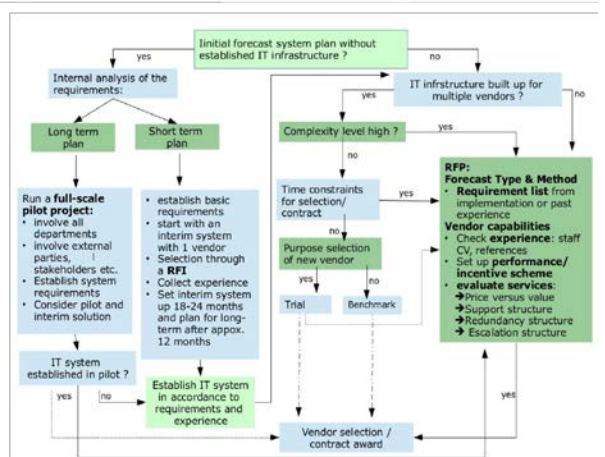 Iinitial forecast system plan without
established IT infrastructure ?
yes
no
Internal analysis of the
requirements:
IT infrstructure built up for
multiple vendors ?
yes
no
Long term
plan
Short term
plan
Complexity level high ?
yes
no
Run a full-scale
pilot project:
• involve all
departments
• involve external
parties,
stakeholders etc.
• Establish system
requirements
• Consider pilot and
interim solution
• establish basic
requirements
• start with an
interim system
with 1 vendor
• Selection through
a RFI
• Collect experience
• Set interim system
up 18-24 months
and plan for long-
term after appox.
12 months
Time constraints
for selection/
contract
yes
no
Purpose selection
of new vendor
yes
no
Trial
Benchmark
RFP:
Forecast Type & Method
• Requirement list from
implementation or past
experience
Vendor capabilities
• Check experience: staff
CV, references
• Set up performance/
incentive scheme
• evaluate services:
➔Price versus value
➔Support structure
➔Redundancy structure
➔ Escalation structure
IT system
established in pilot ?
yes
no
Establish IT system
in accordance to
requirements and
experience
yes
Vendor selection /
contract award